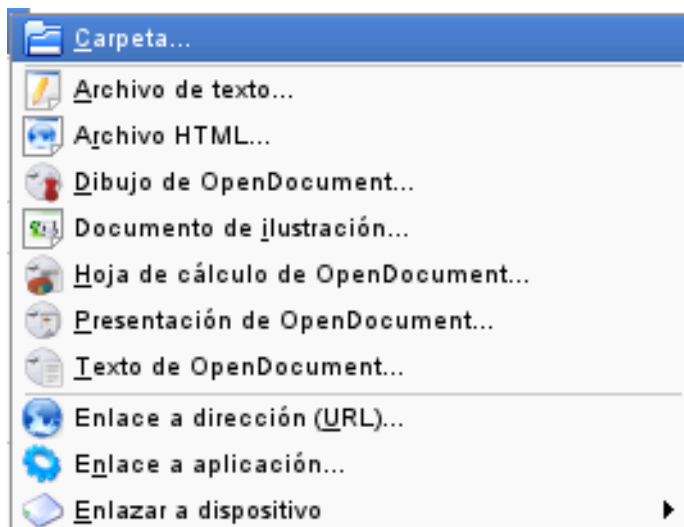 Carpeta...
Archivo de texto...
Archivo HTML...
Dibujo de OpenDocument...
Documento de ilustración...
Hoja de cálculo de OpenDocument...
Presentación de OpenDocument...
Texto de OpenDocument...
Enlace a dirección (URL)...
Enlace a aplicación...
Enlazar a dispositivo